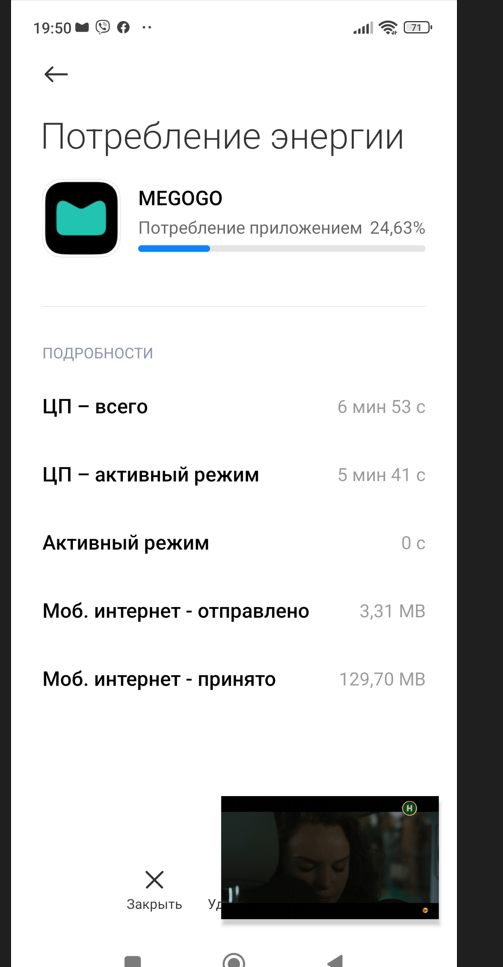 19:50
71
Потребление энергии
MEGOGO
Потребление приложением 24,63%
ПОДРОБНОСТИ
ЦП – всего 6 мин 53 с
ЦП – активный режим 5 мин 41 с
Активный режим 0 с
Моб. интернет - отправлено 3,31 MB
Моб. интернет - принято 129,70 MB
H
Закрыть